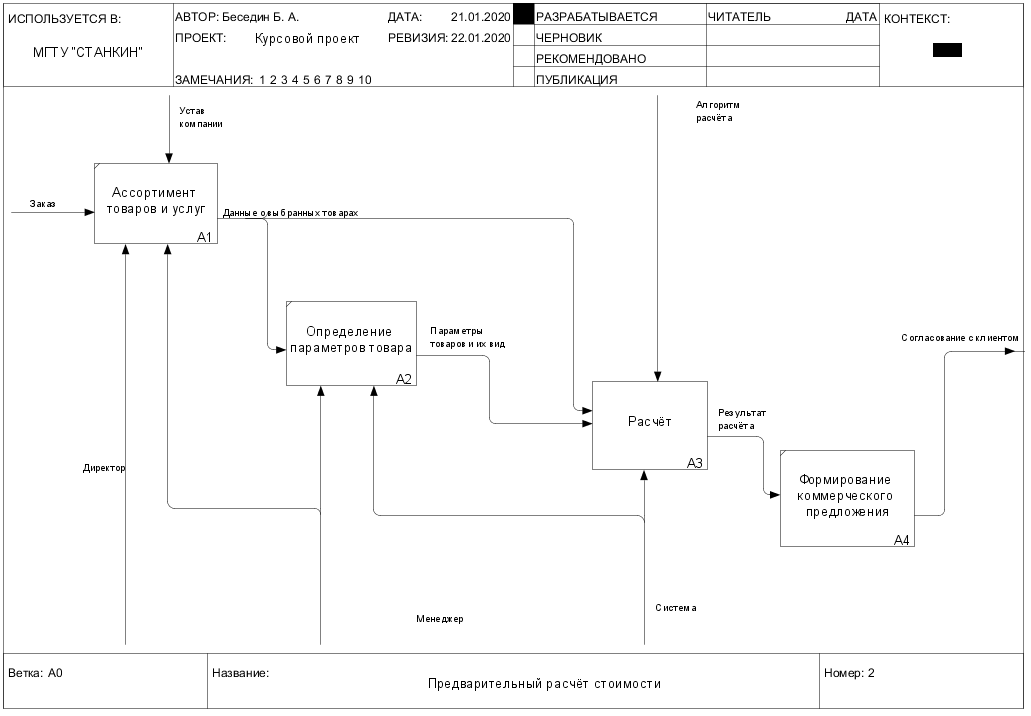 ИСПОЛЬЗУЕТСЯ В:
МГТУ "СТАНКИН"
АВТОР: Беседин Б. А.
ДАТА: 21.01.2020
ПРОЕКТ: Курсовой проект
РЕВИЗИЯ: 22.01.2020
ЗАМЕЧАНИЯ: 1 2 3 4 5 6 7 8 9 10
РАЗРАБАТЫВАЕТСЯ
ЧЕРНОВИК
РЕКОМЕНДОВАНО
ПУБЛИКАЦИЯ
ЧИТАТЕЛЬ
ДАТА
КОНТЕКСТ:
Устав
компании
Алгоритм
расчёта
Заказ
Ассортимент
товаров и услуг
A1
Данные о выбранных товарах
Определение
параметров товара
A2
Параметры
товаров и их вид
Согласование с клиентом
Расчёт
A3
Результат
расчёта
Директор
Формирование
коммерческого
предложения
A4
Система
Менеджер
Ветка: A0
Название:
Предварительный расчёт стоимости
Номер: 2